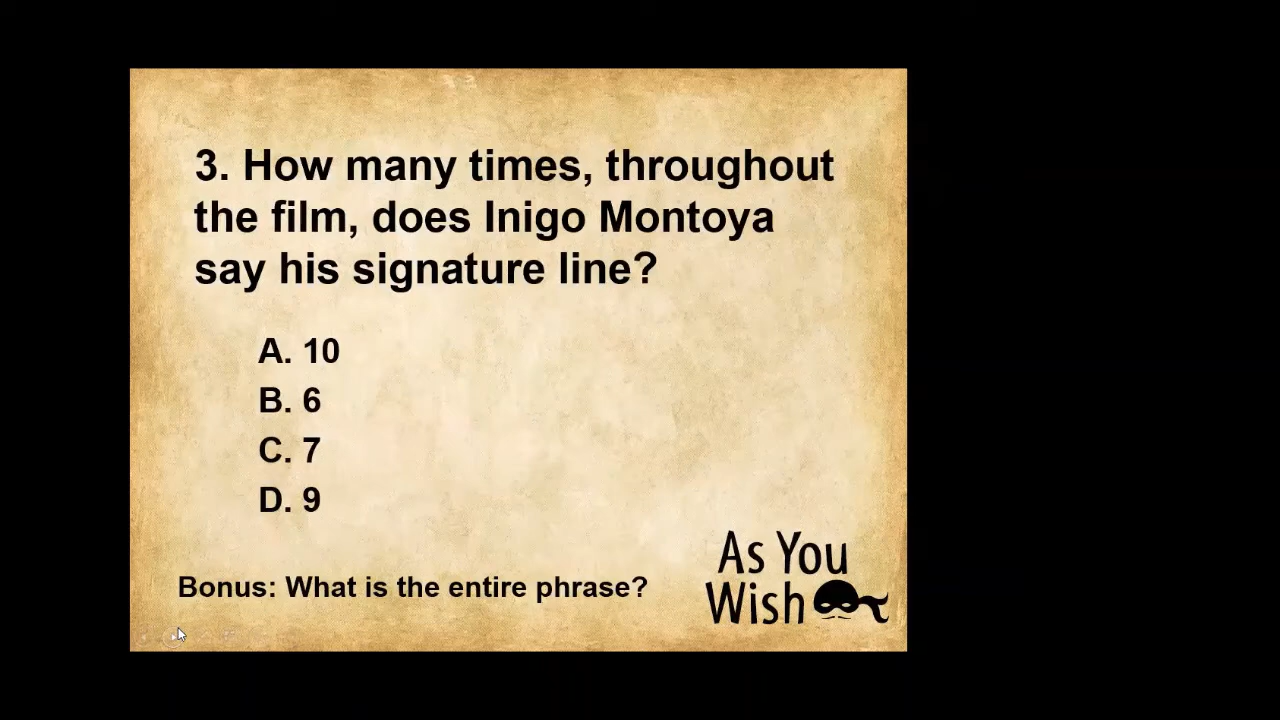 3. How many times, throughout
the film, does Inigo Montoya
say his signature line?
A. 10
B. 6
C. 7
D. 9
Bonus: What is the entire phrase?
As You
Wish